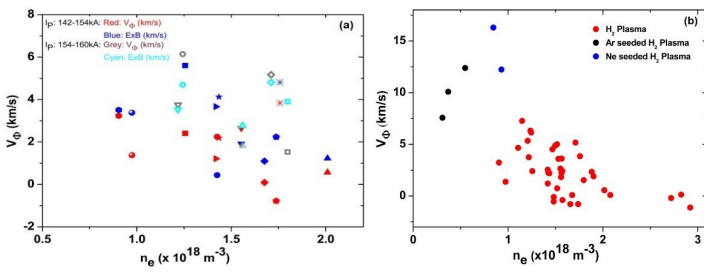 I_P: 142-154kA: Red: V_Φ (km/s)
Blue: ExB (km/s)
I_P: 154-160kA: Grey: V_Φ (km/s)
Cyan: ExB (km/s)
(a)
8
6
4
2
0
-2
V_Φ (km/s)
0.5
1.0
1.5
2.0
n_e (x 10^18 m^-3)
(b)
H_2 Plasma
Ar seeded H_2 Plasma
Ne seeded H_2 Plasma
15
10
5
0
V_Φ (km/s)
0
1
2
3
n_e (x 10^18 m^-3)